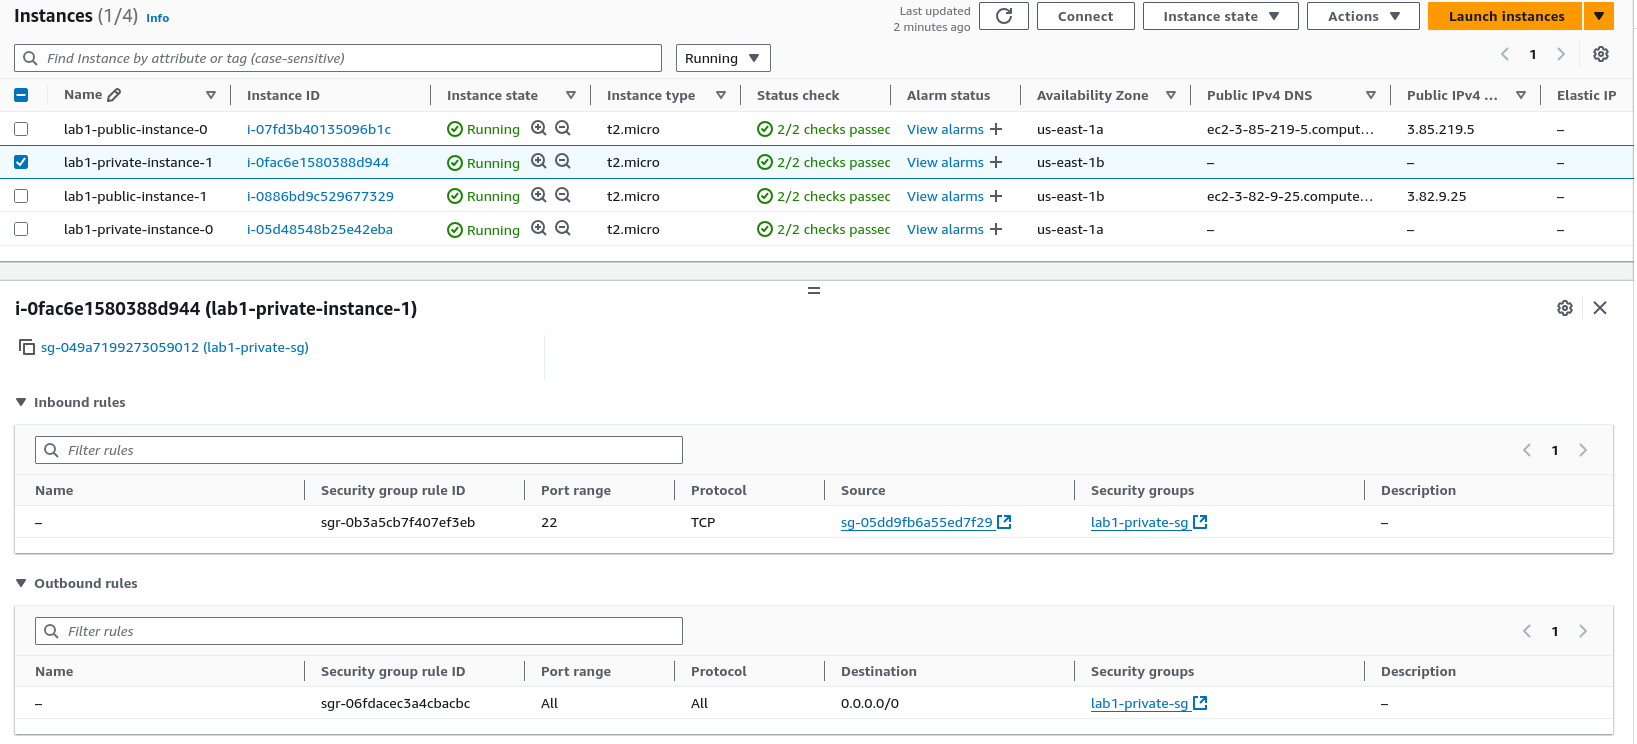 Instances (1/4) Info
Last updated
2 minutes ago
Connect Instance state Actions Launch instances
Find Instance by attribute or tag (case-sensitive) Running 1
Name Instance ID Instance state Instance type Status check Alarm status Availability Zone Public IPv4 DNS Public IPv4 ... Elastic IP
lab1-public-instance-0 i-07fd3b40135096b1c Running t2.micro 2/2 checks passec View alarms + us-east-1a ec2-3-85-219-5.comput... 3.85.219.5 –
lab1-private-instance-1 i-0fac6e1580388d944 Running t2.micro 2/2 checks passec View alarms + us-east-1b – – –
lab1-public-instance-1 i-0886bd9c529677329 Running t2.micro 2/2 checks passec View alarms + us-east-1b ec2-3-82-9-25.compute... 3.82.9.25 –
lab1-private-instance-0 i-05d48548b25e42eba Running t2.micro 2/2 checks passec View alarms + us-east-1a – – –
i-0fac6e1580388d944 (lab1-private-instance-1)
sg-049a7199273059012 (lab1-private-sg)
Inbound rules
Filter rules 1
Name Security group rule ID Port range Protocol Source Security groups Description
– sgr-0b3a5cb7f407ef3eb 22 TCP sg-05dd9fb6a55ed7f29 lab1-private-sg –
Outbound rules
Filter rules 1
Name Security group rule ID Port range Protocol Destination Security groups Description
– sgr-06fdacec3a4cbacbc All All 0.0.0.0/0 lab1-private-sg –